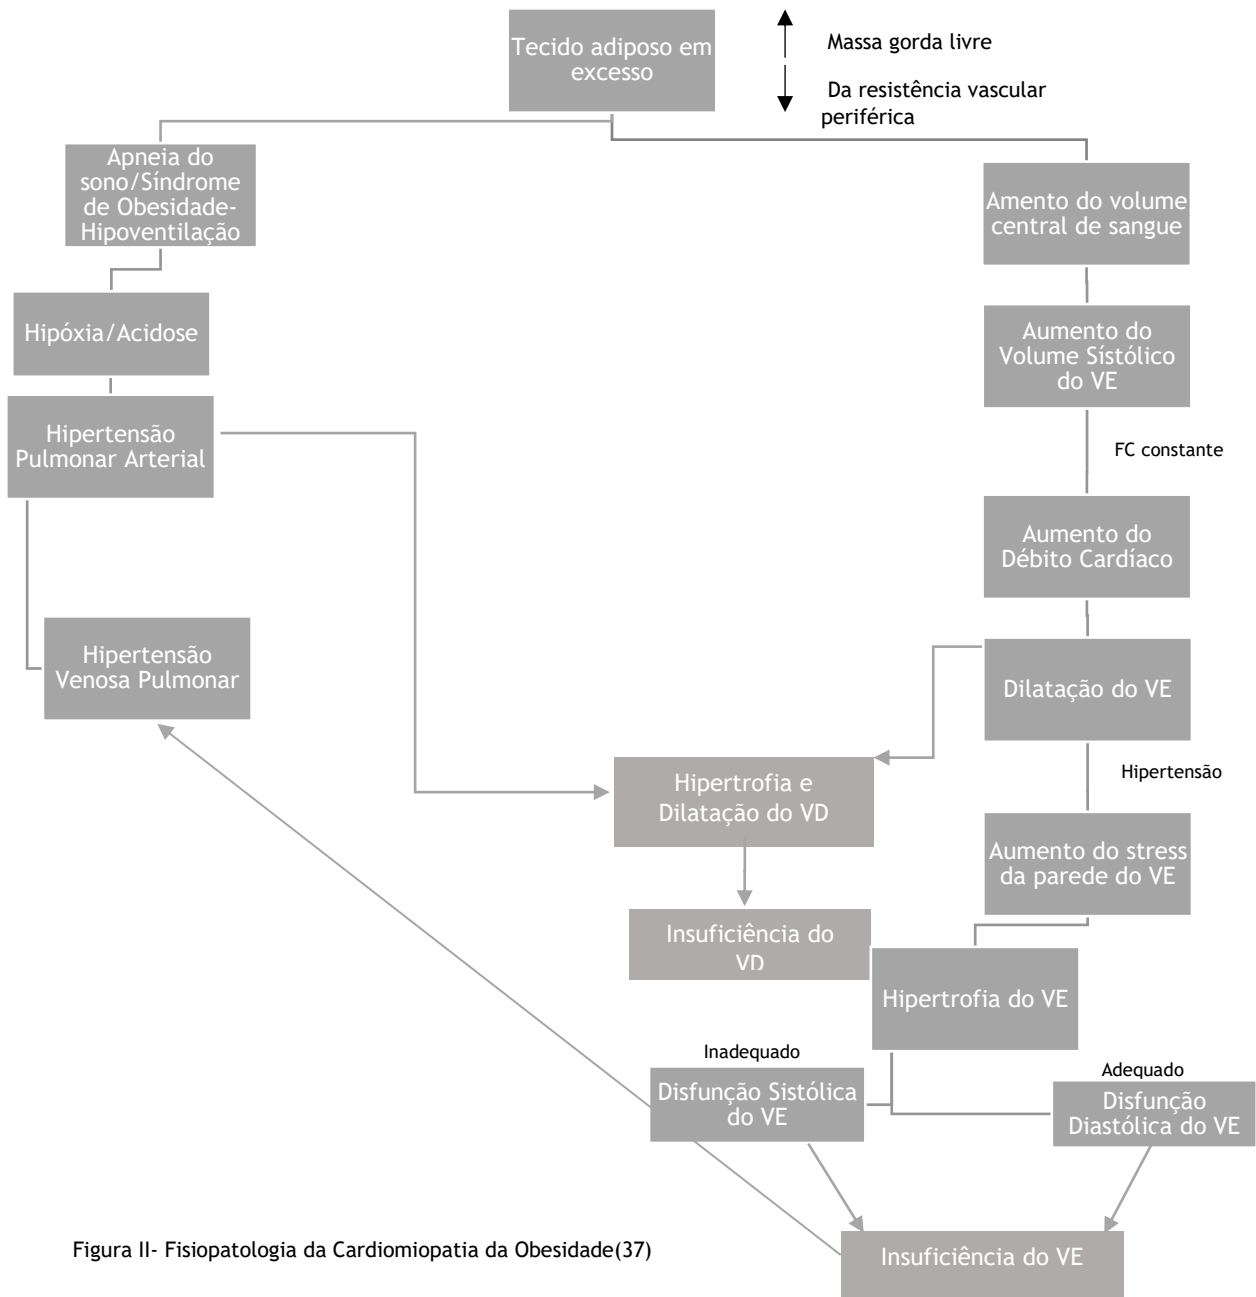 Tecido adiposo em
excesso
Massa gorda livre
Da resistência vascular
periférica
Apneia do
sono/Síndrome
de Obesidade-
Hipoventilação
Amento do volume
central de sangue
Hipóxia/Acidose
Aumento do
Volume Sístólico
do VE
Hipertensão
Pulmonar Arterial
FC constante
Aumento do
Débito Cardíaco
Hipertensão
Venosa Pulmonar
Dilatação do VE
Hipertrofia e
Dilatação do VD
Hipertensão
Aumento do stress
da parede do VE
Insuficiência do
VD
Hipertrofia do VE
Inadequado
Disfunção Sistólica
do VE
Adequado
Disfunção
Diastólica do VE
Insuficiência do VE
Figura II- Fisiopatologia da Cardiomiopatia da Obesidade(37)